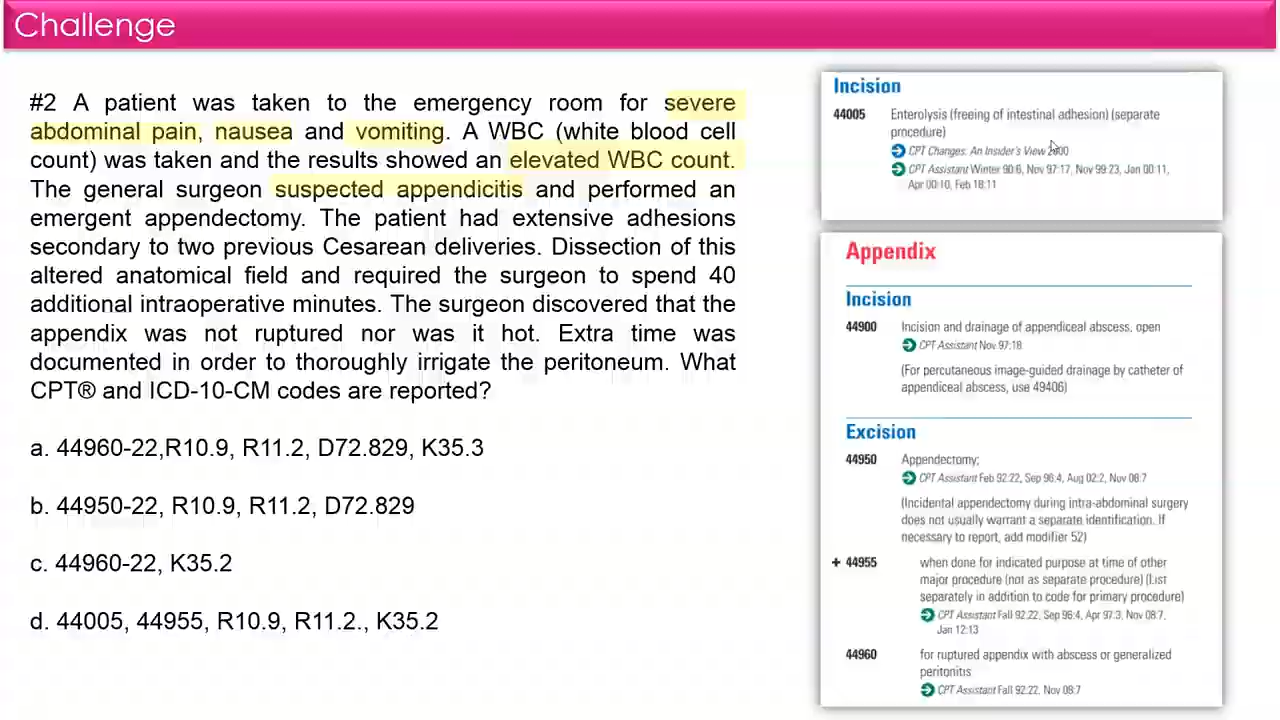 Challenge
#2 A patient was taken to the emergency room for severe
abdominal pain, nausea and vomiting. A WBC (white blood cell
count) was taken and the results showed an elevated WBC count.
The general surgeon suspected appendicitis and performed an
emergent appendectomy. The patient had extensive adhesions
secondary to two previous Cesarean deliveries. Dissection of this
altered anatomical field and required the surgeon to spend 40
additional intraoperative minutes. The surgeon discovered that the
appendix was not ruptured nor was it hot. Extra time was
documented in order to thoroughly irrigate the peritoneum. What
CPT® and ICD-10-CM codes are reported?
a. 44960-22,R10.9, R11.2, D72.829, K35.3
b. 44950-22, R10.9, R11.2, D72.829
c. 44960-22, K35.2
d. 44005, 44955, R10.9, R11.2., K35.2
Incision
44005 Enterolysis (freeing of intestinal adhesion) (separate
procedure)
CPT Changes: An Insider's View 2000
CPT Assistant Winter 90:6, Nov 97:17, Nov 99:23, Jan 00:11,
Apr 00:10, Feb 18:11
Appendix
Incision
44900 Incision and drainage of appendiceal abscess, open
CPT Assistant Nov 97:18
(For percutaneous image-guided drainage by catheter of
appendiceal abscess, use 49406)
Excision
44950 Appendectomy;
CPT Assistant Feb 92:22, Sep 96:4, Aug 02:2, Nov 08:7
(Incidental appendectomy during intra-abdominal surgery
does not usually warrant a separate identification. If
necessary to report, add modifier 52)
+ 44955 when done for indicated purpose at time of other
major procedure (not as separate procedure) (List
separately in addition to code for primary procedure)
CPT Assistant Fall 92:22, Sep 96:4, Apr 97:3, Nov 08:7,
Jan 12:13
44960 for ruptured appendix with abscess or generalized
peritonitis
CPT Assistant Fall 92:22, Nov 08:7